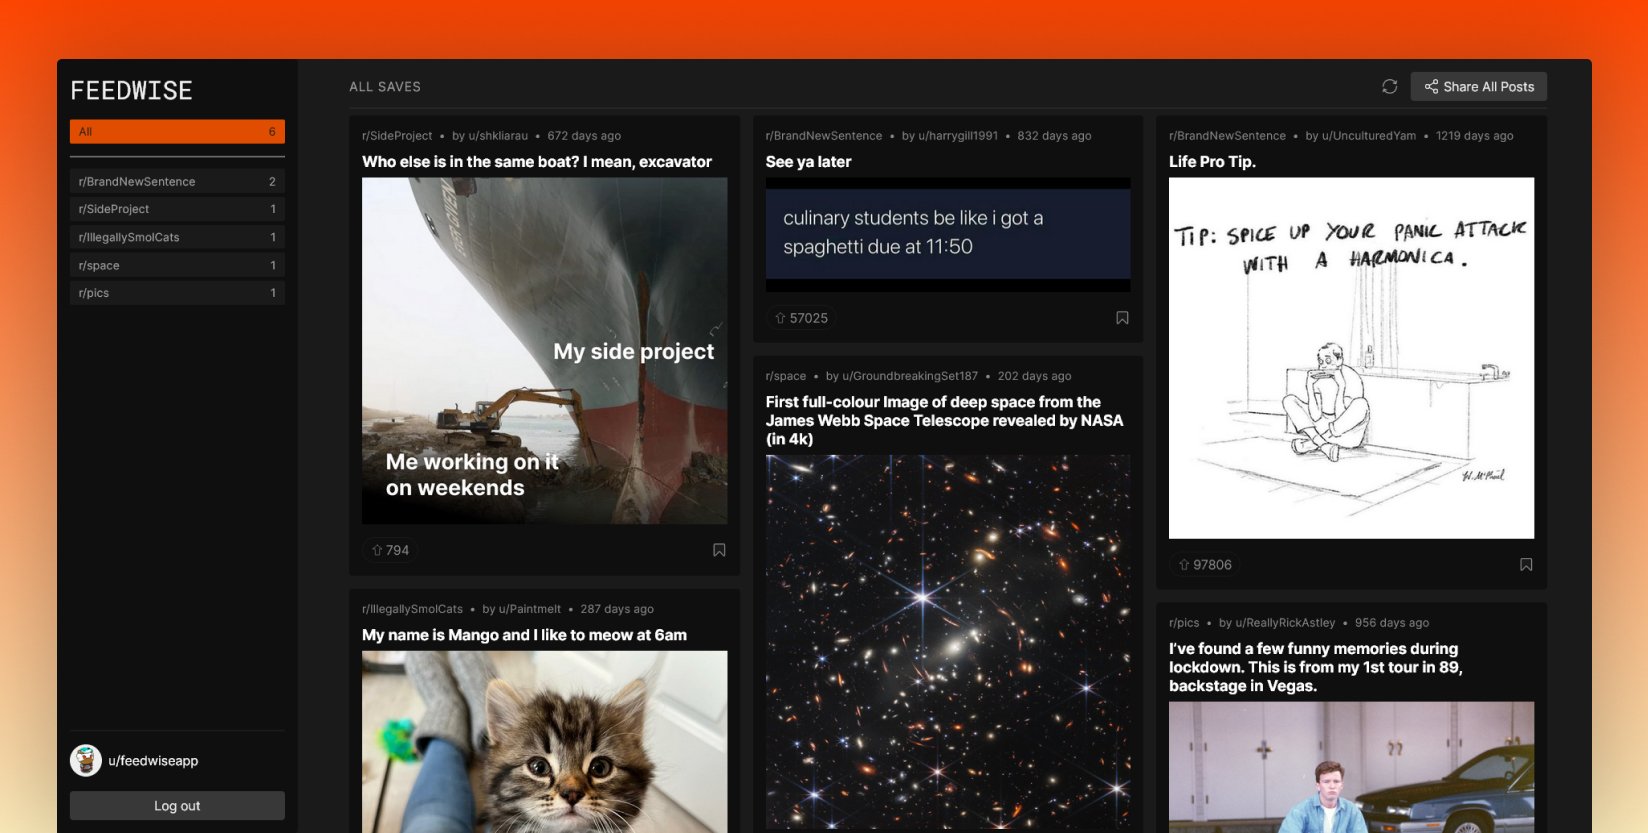 FEEDWISE
All 6
r/BrandNewSentence 2
r/SideProject 1
r/IllegallySmolCats 1
r/space 1
r/pics 1
u/feedwiseapp
Log out
ALL SAVES
Share All Posts
r/SideProject • by u/shkliarau • 672 days ago
Who else is in the same boat? I mean, excavator
EVER GIVEN
My side project
Me working on it
on weekends
794
r/IllegallySmolCats • by u/Paintmelt • 287 days ago
My name is Mango and I like to meow at 6am
r/BrandNewSentence • by u/harrygill1991 • 832 days ago
See ya later
culinary students be like i got a
spaghetti due at 11:50
57025
r/space • by u/GroundbreakingSet187 • 202 days ago
First full-colour Image of deep space from the
James Webb Space Telescope revealed by NASA
(in 4k)
r/BrandNewSentence • by u/UnculturedYam • 1219 days ago
Life Pro Tip.
TIP: SPICE UP YOUR PANIC ATTACK
WITH A HARMONICA.
W. McPhail
97806
r/pics • by u/ReallyRickAstley • 956 days ago
I've found a few funny memories during
lockdown. This is from my 1st tour in 89,
backstage in Vegas.